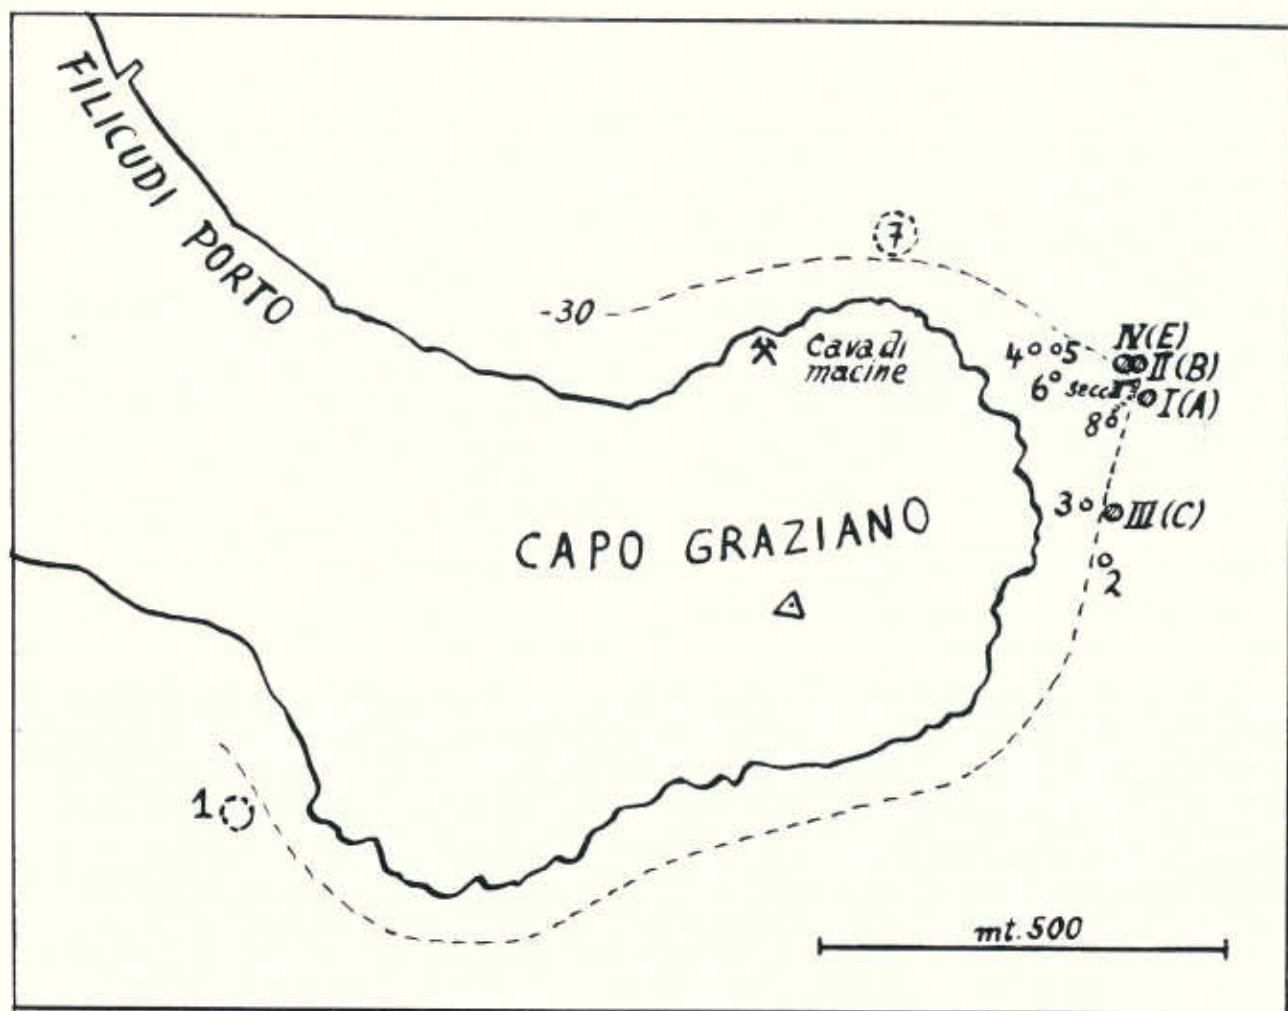 FILICUDI PORTO
7
-30
Cava di
macine
IV(E)
4
5
II(B)
6
secca
I(A)
8
3
III(C)
CAPO GRAZIANO
2
1
mt. 500